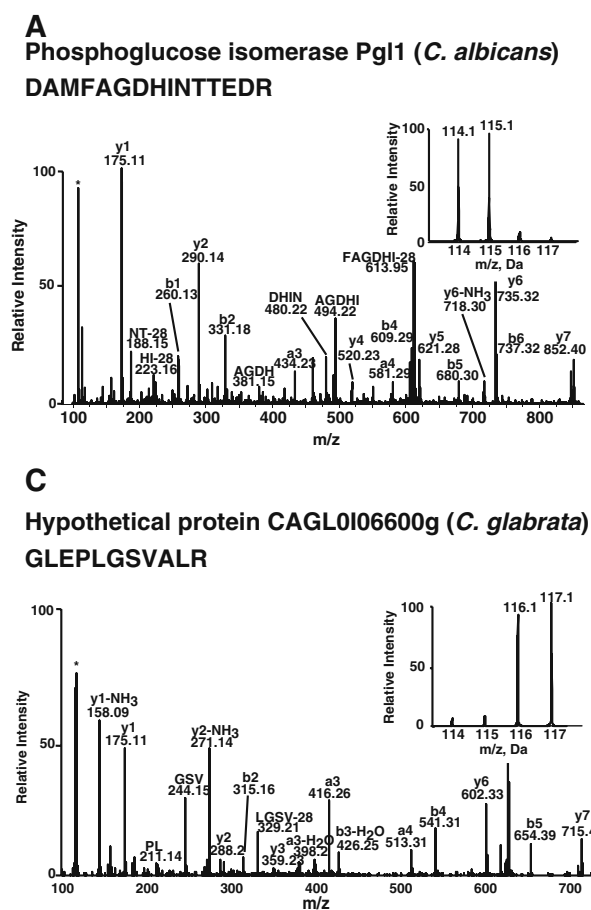 A
Phosphoglucose isomerase Pgl1 (C. albicans)
DAMFAGDHINTTEDR
Relative Intensity
100
50
0
*
y1
175.11
NT-28
188.15
HI-28
223.16
b1
260.13
y2
290.14
b2
331.18
AGDH
381.15
a3
434.23
DHIN
480.22
AGDHI
494.22
y4
520.23
a4
581.29
b4
609.29
FAGDHI-28
613.95
y5
621.28
b5
680.30
y6-NH3
718.30
y6
735.32
b6
737.32
y7
852.40
100 200 300 400 500 600 700 800
m/z
Relative Intensity
100
50
0
114.1
115.1
114 115 116 117
m/z, Da
C
Hypothetical protein CAGL0I06600g (C. glabrata)
GLEPLGSVALR
Relative Intensity
100
50
0
*
y1-NH3
158.09
y1
175.11
PL
211.14
GSV
244.15
y2-NH3
271.14
y2
288.2
b2
315.16
LGSV-28
329.21
y3
359.23
a3-H2O
398.2
a3
416.26
b3-H2O
426.25
a4
513.31
b4
541.31
y6
602.33
b5
654.39
y7
715.4
100 200 300 400 500 600 700
m/z
Relative Intensity
100
50
0
116.1
117.1
114 115 116 117
m/z, Da